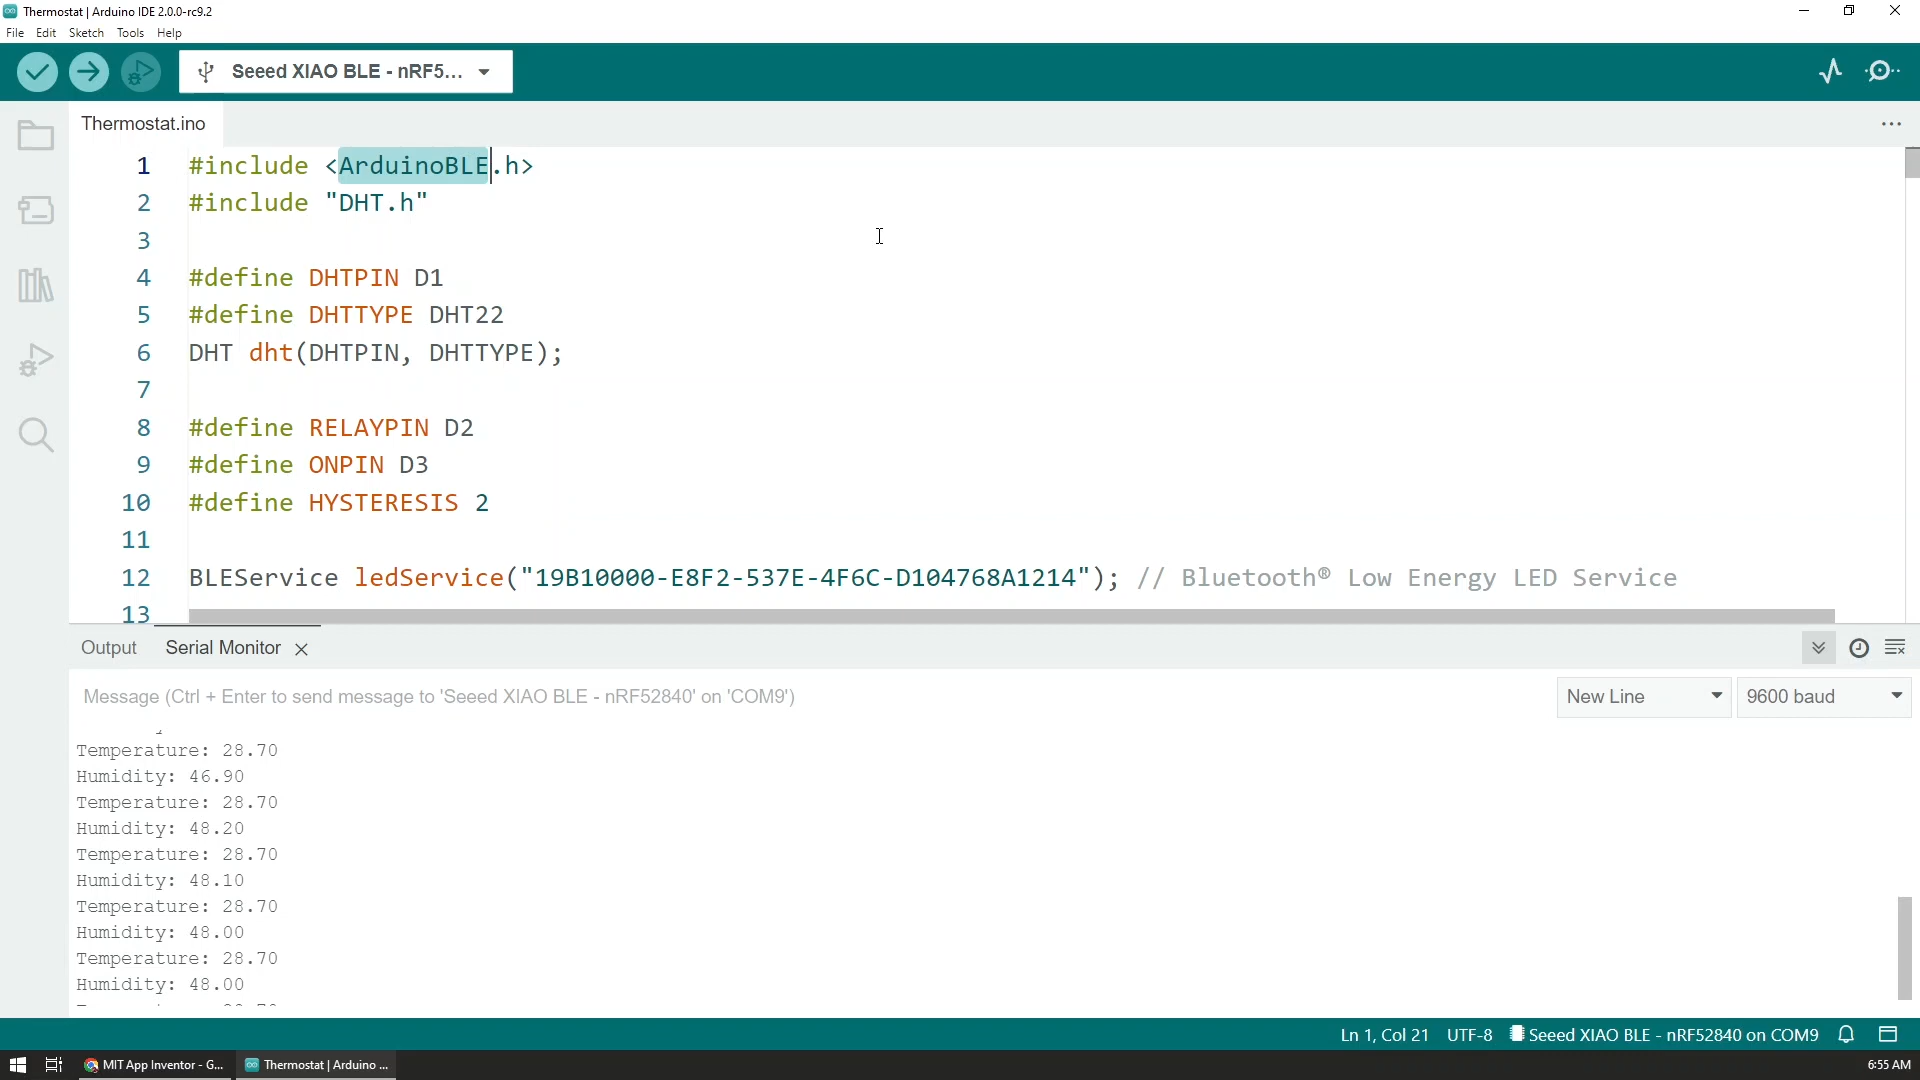 Thermostat | Arduino IDE 2.0.0-rc9.2
File Edit Sketch Tools Help
Seeed XIAO BLE - nRF5...
Thermostat.ino
1 #include <ArduinoBLE.h>
2 #include "DHT.h"
3
4 #define DHTPIN D1
5 #define DHTTYPE DHT22
6 DHT dht(DHTPIN, DHTTYPE);
7
8 #define RELAYPIN D2
9 #define ONPIN D3
10 #define HYSTERESIS 2
11
12 BLEService ledService("19B10000-E8F2-537E-4F6C-D104768A1214"); // Bluetooth® Low Energy LED Service
13
Output Serial Monitor
Message (Ctrl + Enter to send message to 'Seeed XIAO BLE - nRF52840' on 'COM9') New Line 9600 baud
Temperature: 28.70
Humidity: 46.90
Temperature: 28.70
Humidity: 48.20
Temperature: 28.70
Humidity: 48.10
Temperature: 28.70
Humidity: 48.00
Temperature: 28.70
Humidity: 48.00
Ln 1, Col 21 UTF-8 Seeed XIAO BLE - nRF52840 on COM9
MIT App Inventor - G... Thermostat | Arduino ... 6:55 AM